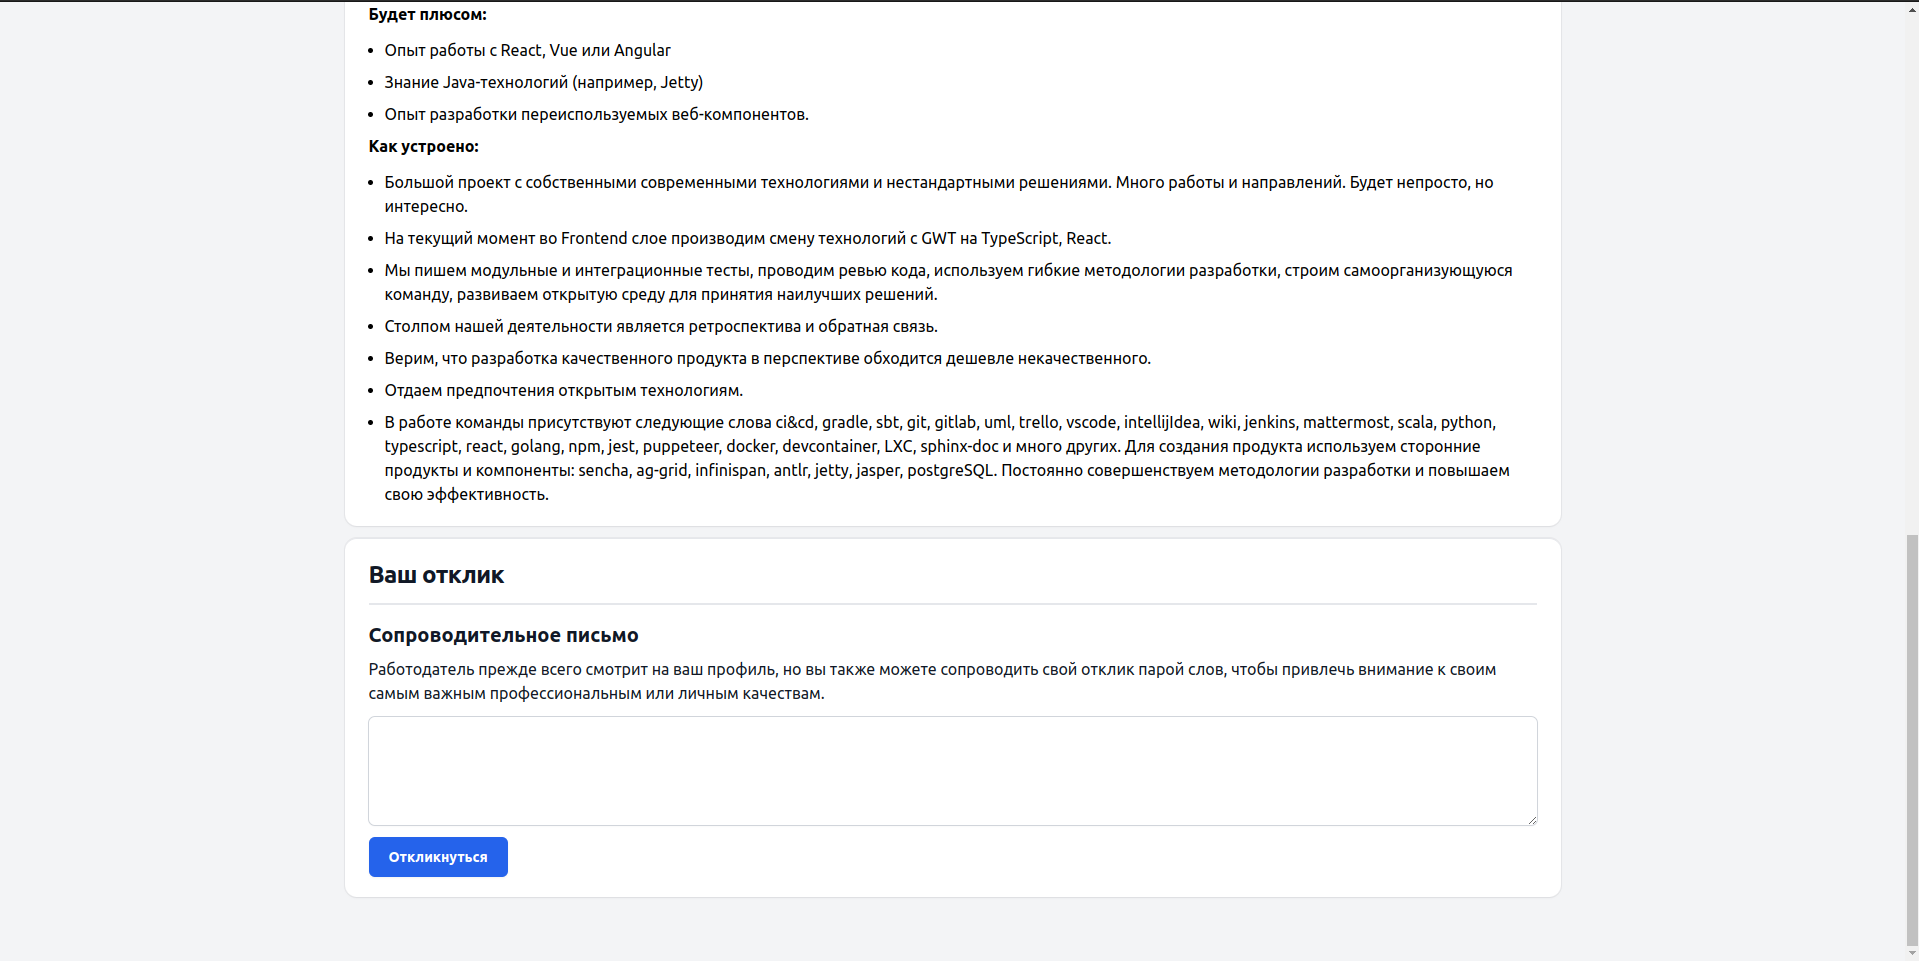 Будет плюсом:
Опыт работы с React, Vue или Angular
Знание Java-технологий (например, Jetty)
Опыт разработки переиспользуемых веб-компонентов.
Как устроено:
Большой проект с собственными современными технологиями и нестандартными решениями. Много работы и направлений. Будет непросто, но
интересно.
На текущий момент во Frontend слое производим смену технологий с GWT на TypeScript, React.
Мы пишем модульные и интеграционные тесты, проводим ревью кода, используем гибкие методологии разработки, строим самоорганизующуюся
команду, развиваем открытую среду для принятия наилучших решений.
Столпом нашей деятельности является ретроспектива и обратная связь.
Верим, что разработка качественного продукта в перспективе обходится дешевле некачественного.
Отдаем предпочтения открытым технологиям.
В работе команды присутствуют следующие слова ci&cd, gradle, sbt, git, gitlab, uml, trello, vscode, intellijIdea, wiki, jenkins, mattermost, scala, python,
typescript, react, golang, npm, jest, puppeteer, docker, devcontainer, LXC, sphinx-doc и много других. Для создания продукта используем сторонние
продукты и компоненты: sencha, ag-grid, infinispan, antlr, jetty, jasper, postgreSQL. Постоянно совершенствуем методологии разработки и повышаем
свою эффективность.
Ваш отклик
Сопроводительное письмо
Работодатель прежде всего смотрит на ваш профиль, но вы также можете сопроводить свой отклик парой слов, чтобы привлечь внимание к своим
самым важным профессиональным или личным качествам.
Откликнуться